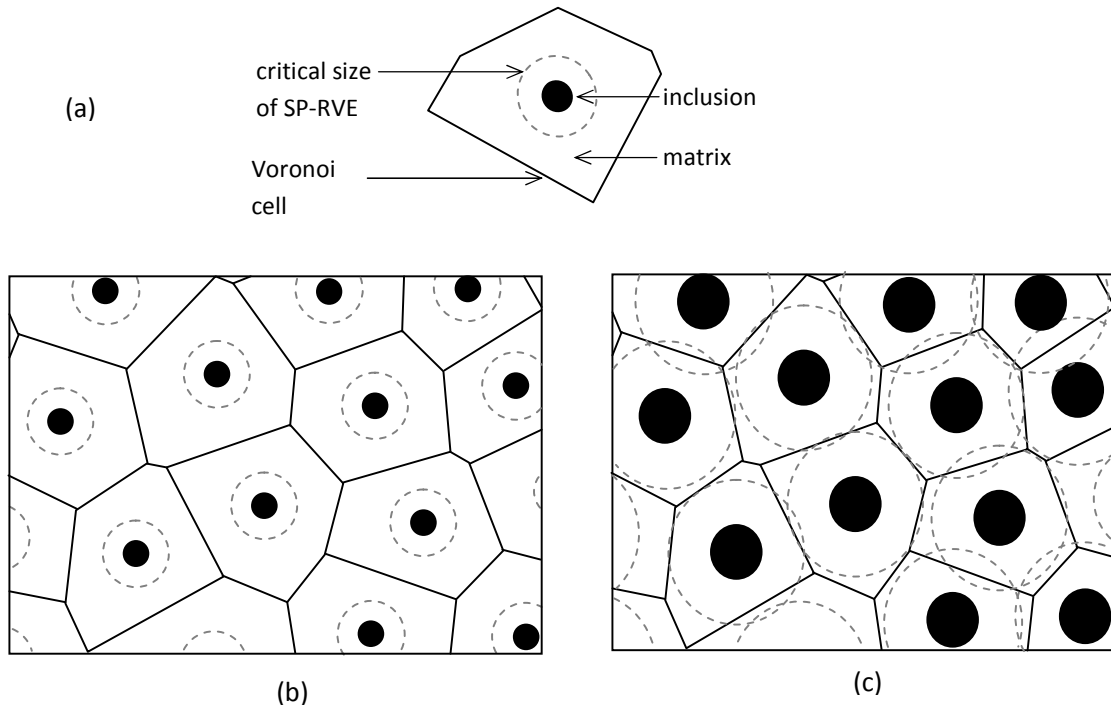 (a)
critical size
of SP-RVE
inclusion
matrix
Voronoi
cell
(b)
(c)